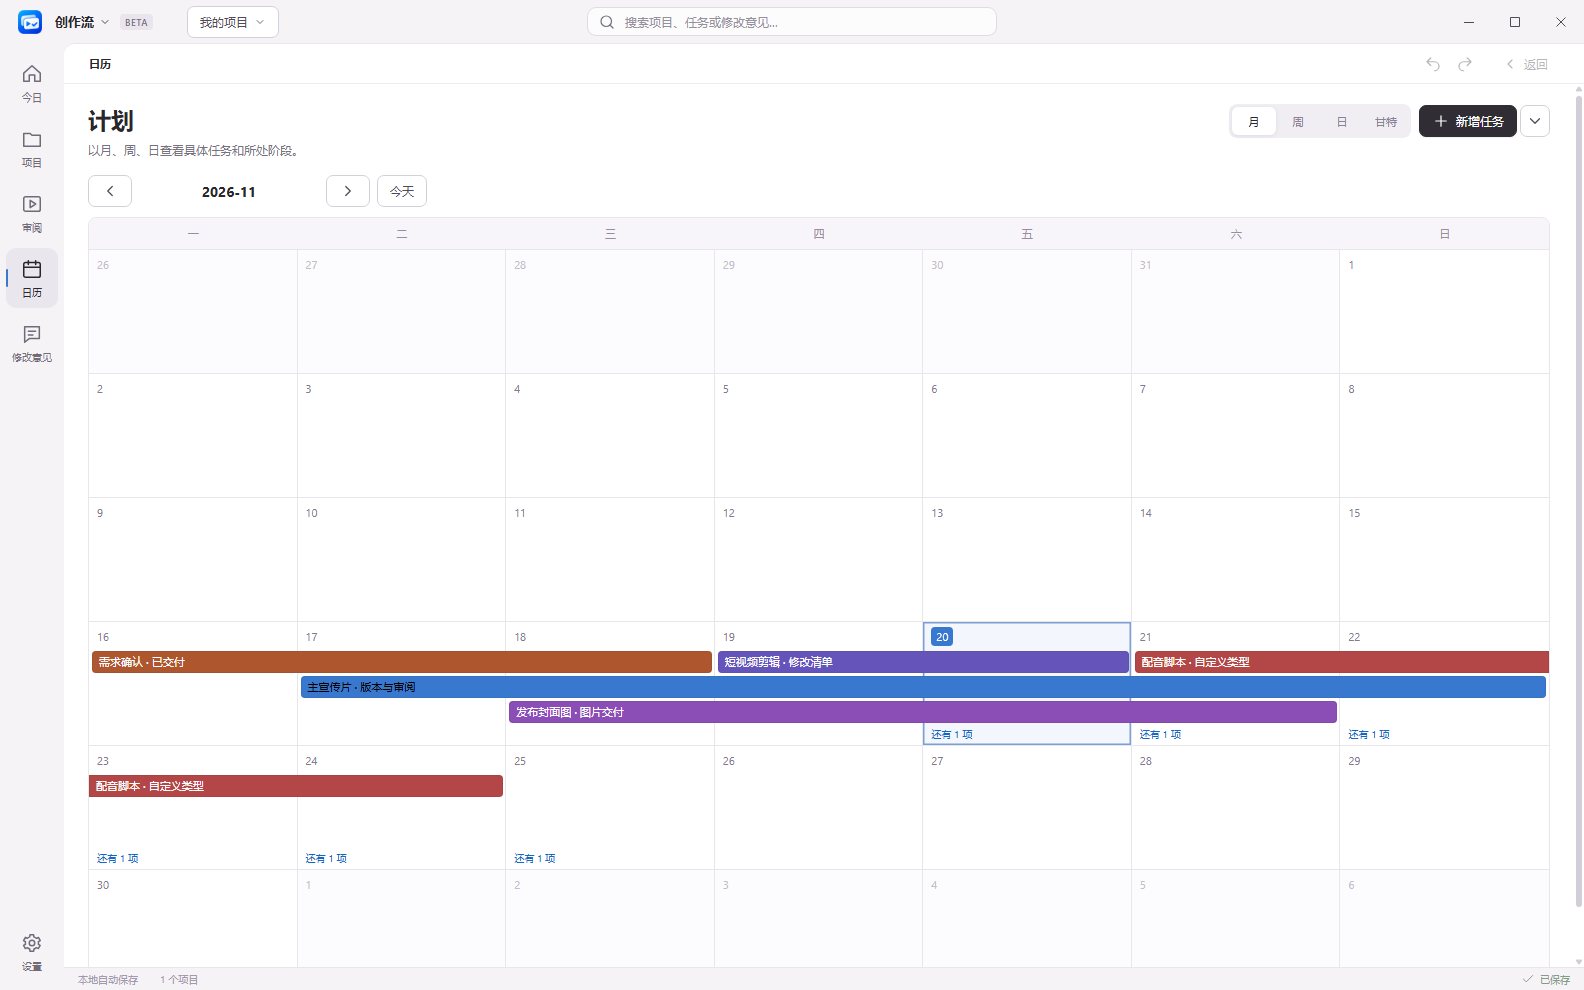 创作流 BETA 我的项目 搜索项目、任务或修改意见...
日历 返回
今日
项目
审阅
日历
修改意见
设置
计划
以月、周、日查看具体任务和所处阶段。
月 周 日 甘特 新增任务
2026-11 今天
一 二 三 四 五 六 日
26 27 28 29 30 31 1
2 3 4 5 6 7 8
9 10 11 12 13 14 15
16 17 18 19 20 21 22
需求确认 · 已交付 短视频剪辑 · 修改清单 配音脚本 · 自定义类型
主宣传片 · 版本与审阅
发布封面图 · 图片交付
还有 1 项 还有 1 项 还有 1 项
23 24 25 26 27 28 29
配音脚本 · 自定义类型
还有 1 项 还有 1 项 还有 1 项
30 1 2 3 4 5 6
本地自动保存 1 个项目 已保存